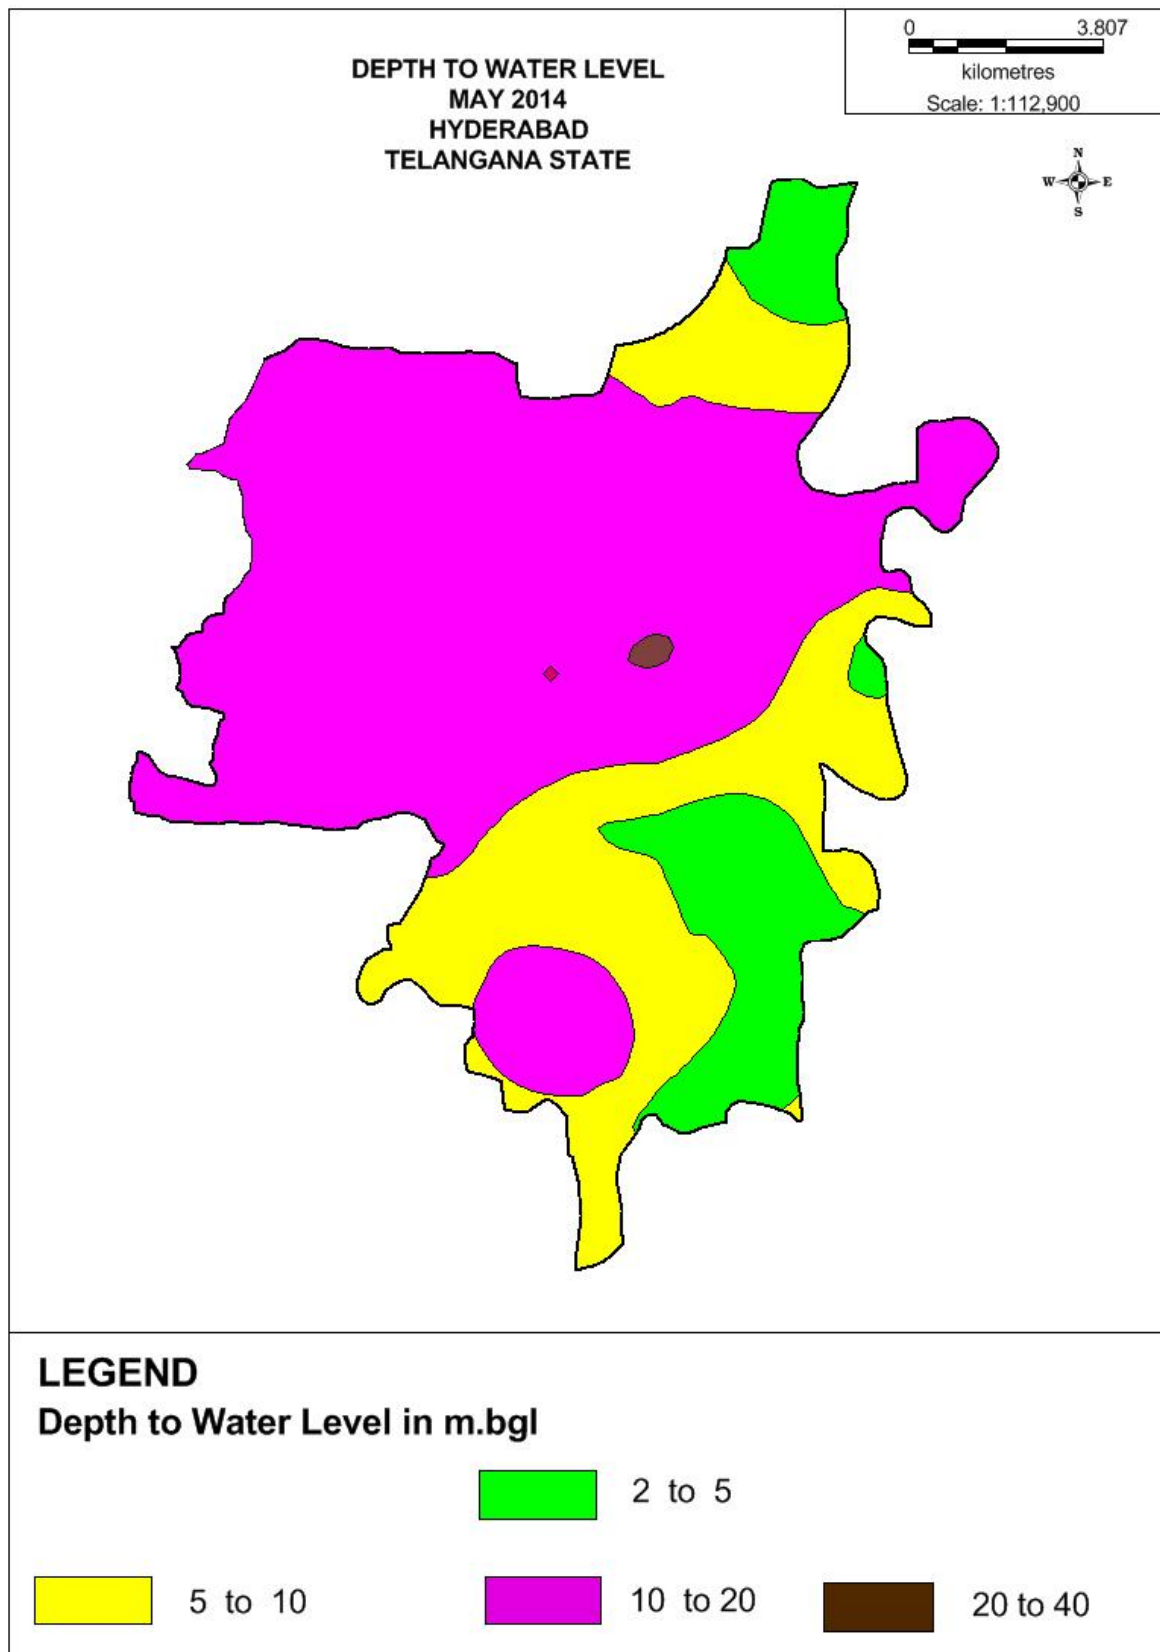 0 3.807
kilometres
Scale: 1:112,900
DEPTH TO WATER LEVEL
MAY 2014
HYDERABAD
TELANGANA STATE
N
W E
S
LEGEND
Depth to Water Level in m.bgl
2 to 5
5 to 10 10 to 20 20 to 40